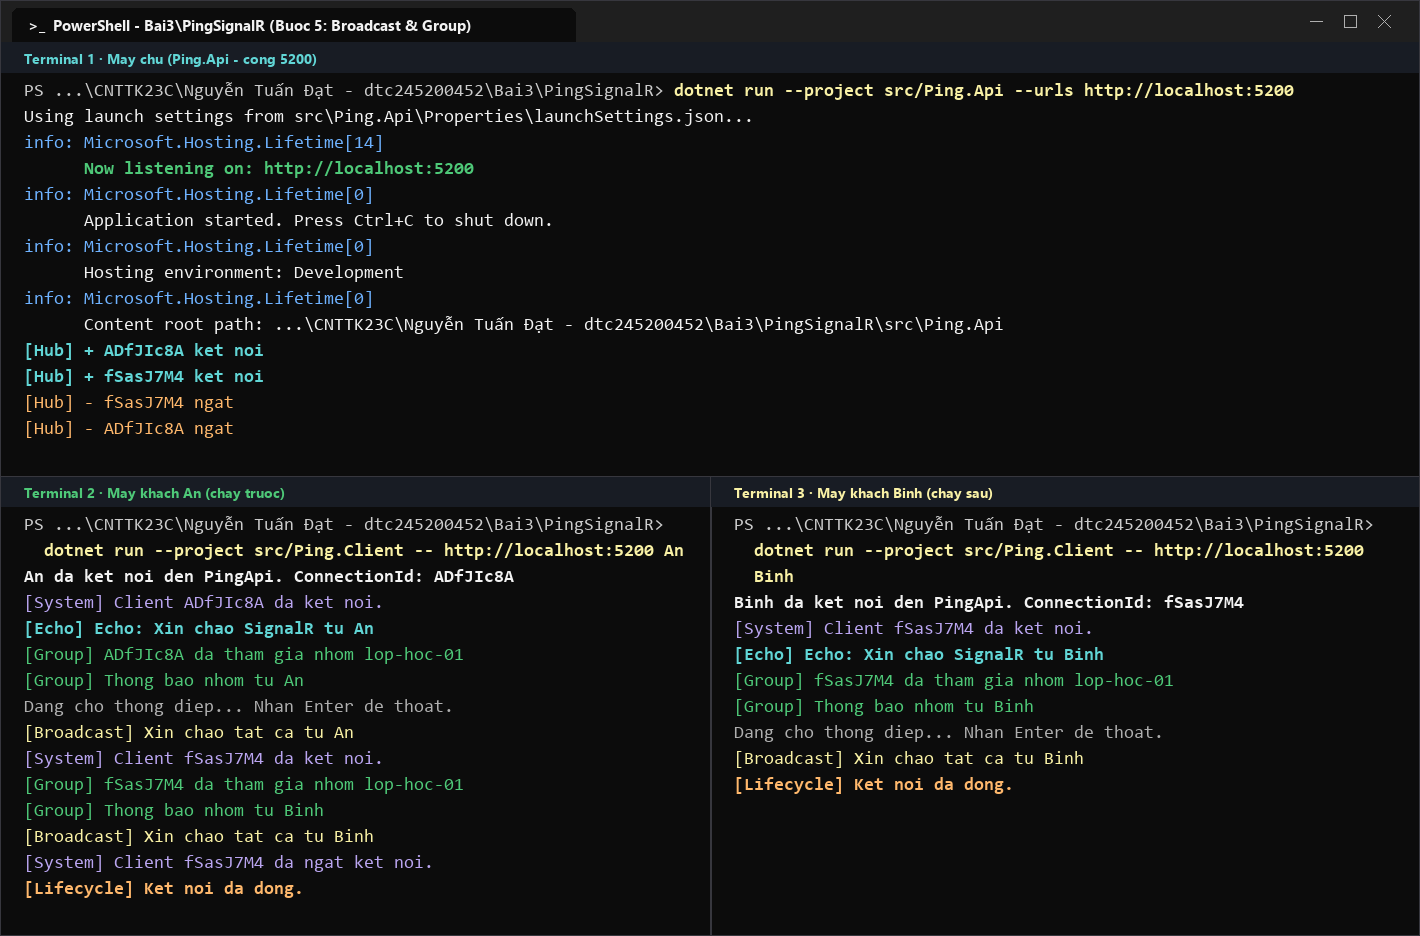 >_ PowerShell - Bai3\PingSignalR (Buoc 5: Broadcast & Group)
Terminal 1 · May chu (Ping.Api - cong 5200)
PS ...\CNTTK23C\Nguyễn Tuấn Đạt - dtc245200452\Bai3\PingSignalR> dotnet run --project src/Ping.Api --urls http://localhost:5200
Using launch settings from src\Ping.Api\Properties\launchSettings.json...
info: Microsoft.Hosting.Lifetime[14]
Now listening on: http://localhost:5200
info: Microsoft.Hosting.Lifetime[0]
Application started. Press Ctrl+C to shut down.
info: Microsoft.Hosting.Lifetime[0]
Hosting environment: Development
info: Microsoft.Hosting.Lifetime[0]
Content root path: ...\CNTTK23C\Nguyễn Tuấn Đạt - dtc245200452\Bai3\PingSignalR\src\Ping.Api
[Hub] + ADfJIc8A ket noi
[Hub] + fSasJ7M4 ket noi
[Hub] - fSasJ7M4 ngat
[Hub] - ADfJIc8A ngat
Terminal 2 · May khach An (chay truoc)
PS ...\CNTTK23C\Nguyễn Tuấn Đạt - dtc245200452\Bai3\PingSignalR>
dotnet run --project src/Ping.Client -- http://localhost:5200 An
An da ket noi den PingApi. ConnectionId: ADfJIc8A
[System] Client ADfJIc8A da ket noi.
[Echo] Echo: Xin chao SignalR tu An
[Group] ADfJIc8A da tham gia nhom lop-hoc-01
[Group] Thong bao nhom tu An
Dang cho thong diep... Nhan Enter de thoat.
[Broadcast] Xin chao tat ca tu An
[System] Client fSasJ7M4 da ket noi.
[Group] fSasJ7M4 da tham gia nhom lop-hoc-01
[Group] Thong bao nhom tu Binh
[Broadcast] Xin chao tat ca tu Binh
[System] Client fSasJ7M4 da ngat ket noi.
[Lifecycle] Ket noi da dong.
Terminal 3 · May khach Binh (chay sau)
PS ...\CNTTK23C\Nguyễn Tuấn Đạt - dtc245200452\Bai3\PingSignalR>
dotnet run --project src/Ping.Client -- http://localhost:5200
Binh
Binh da ket noi den PingApi. ConnectionId: fSasJ7M4
[System] Client fSasJ7M4 da ket noi.
[Echo] Echo: Xin chao SignalR tu Binh
[Group] fSasJ7M4 da tham gia nhom lop-hoc-01
[Group] Thong bao nhom tu Binh
Dang cho thong diep... Nhan Enter de thoat.
[Broadcast] Xin chao tat ca tu Binh
[Lifecycle] Ket noi da dong.